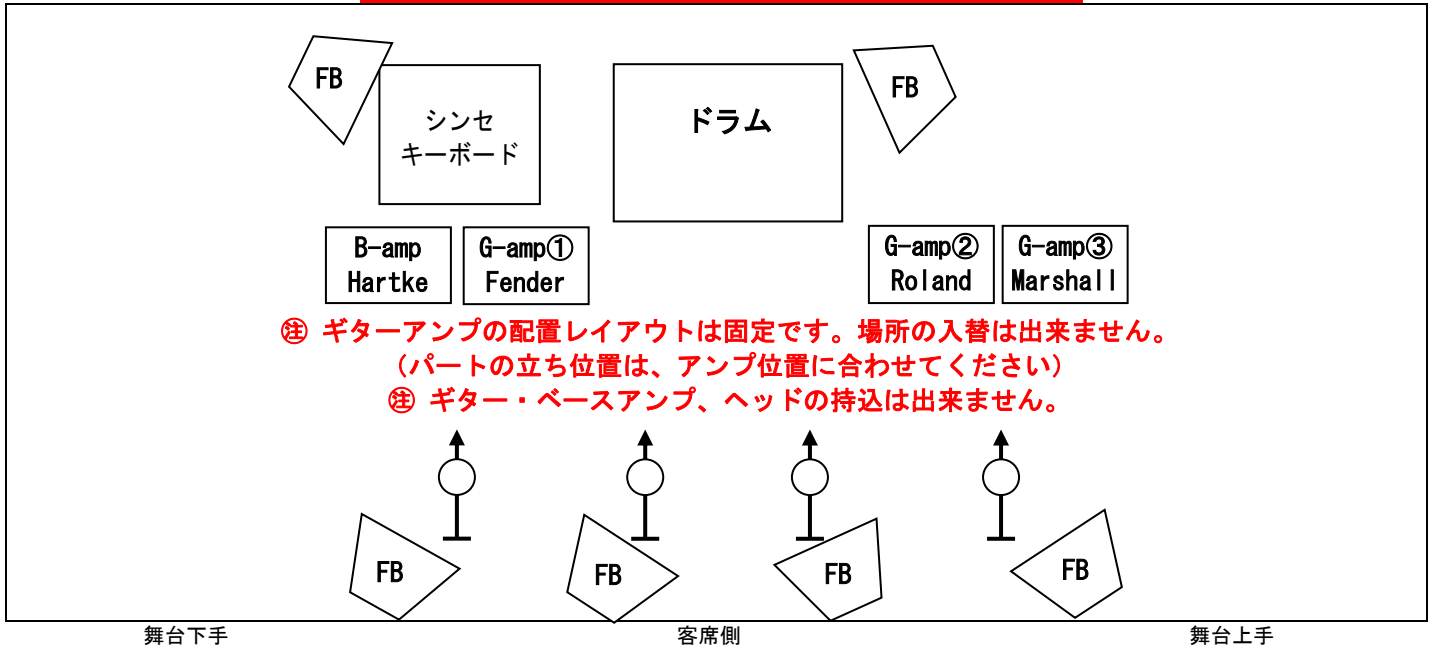 FB
FB
シンセ
キーボード
ドラム
B-amp
Hartke
G-amp①
Fender
G-amp②
Roland
G-amp③
Marshall
㊟ ギターアンプの配置レイアウトは固定です。場所の入替は出来ません。
（パートの立ち位置は、アンプ位置に合わせてください）
㊟ ギター・ベースアンプ、ヘッドの持込は出来ません。
FB
FB
FB
FB
舞台下手
客席側
舞台上手